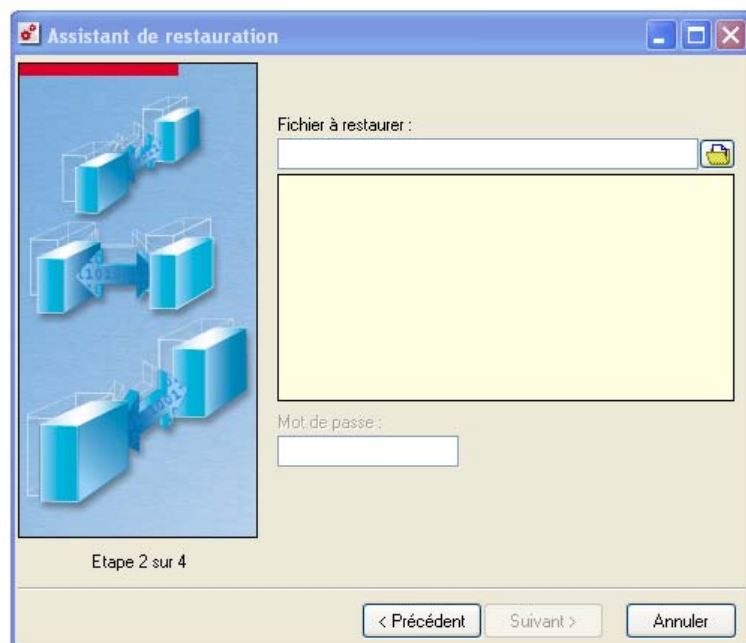 Assistant de restauration
Fichier à restaurer :
Mot de passe :
Etape 2 sur 4
< Précédent
Suivant >
Annuler